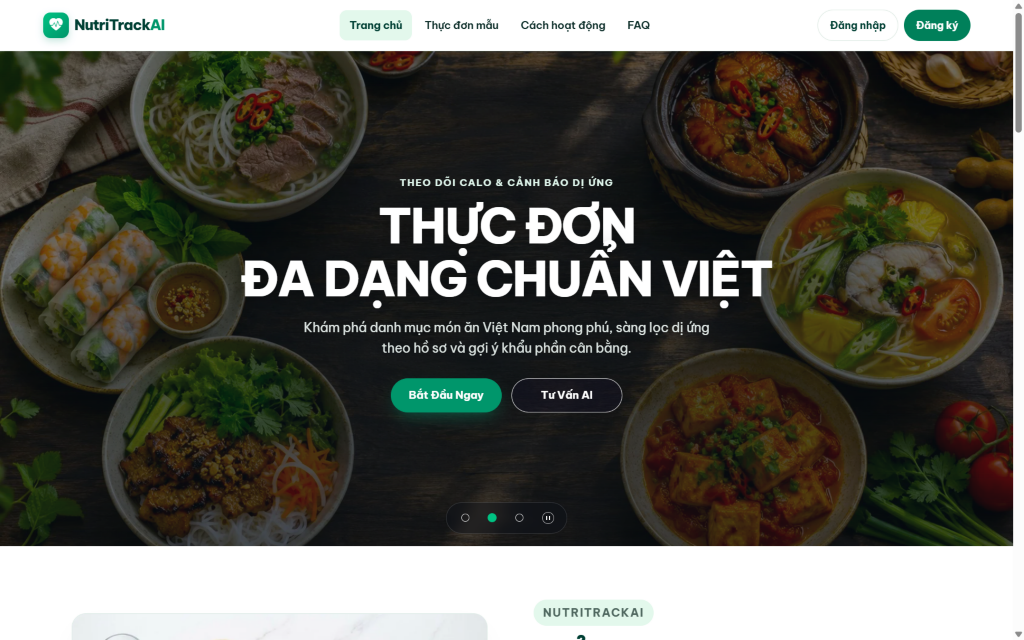 NutriTrackAI
Trang chủ
Thực đơn mẫu
Cách hoạt động
FAQ
Đăng nhập
Đăng ký
THEO DÕI CALO & CẢNH BÁO DỊ ỨNG
THỰC ĐƠN
ĐA DẠNG CHUẨN VIỆT
Khám phá danh mục món ăn Việt Nam phong phú, sàng lọc dị ứng
theo hồ sơ và gợi ý khẩu phần cân bằng.
Bắt Đầu Ngay
Tư Vấn AI
NUTRITRACKAI